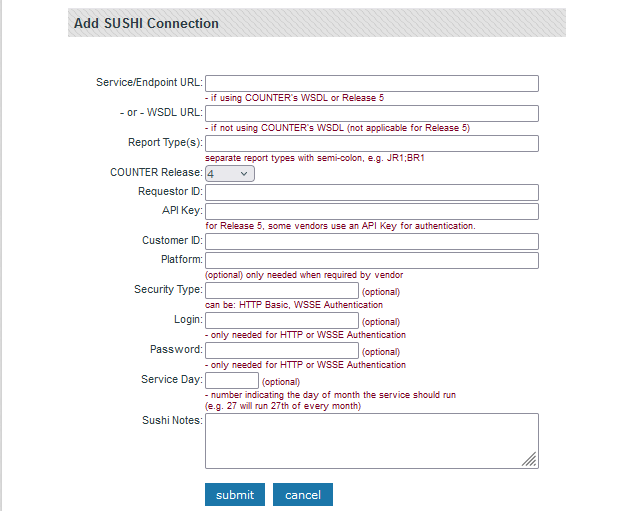 Add SUSHI Connection
Service/Endpoint URL:
- if using COUNTER's WSDL or Release 5
- or - WSDL URL:
- if not using COUNTER's WSDL (not applicable for Release 5)
Report Type(s):
separate report types with semi-colon, e.g. JR1;BR1
COUNTER Release: 4
Requestor ID:
API Key:
for Release 5, some vendors use an API Key for authentication.
Customer ID:
Platform:
(optional) only needed when required by vendor
Security Type: (optional)
can be: HTTP Basic, WSSE Authentication
Login: (optional)
- only needed for HTTP or WSSE Authentication
Password: (optional)
- only needed for HTTP or WSSE Authentication
Service Day: (optional)
- number indicating the day of month the service should run
(e.g. 27 will run 27th of every month)
Sushi Notes:
submit cancel